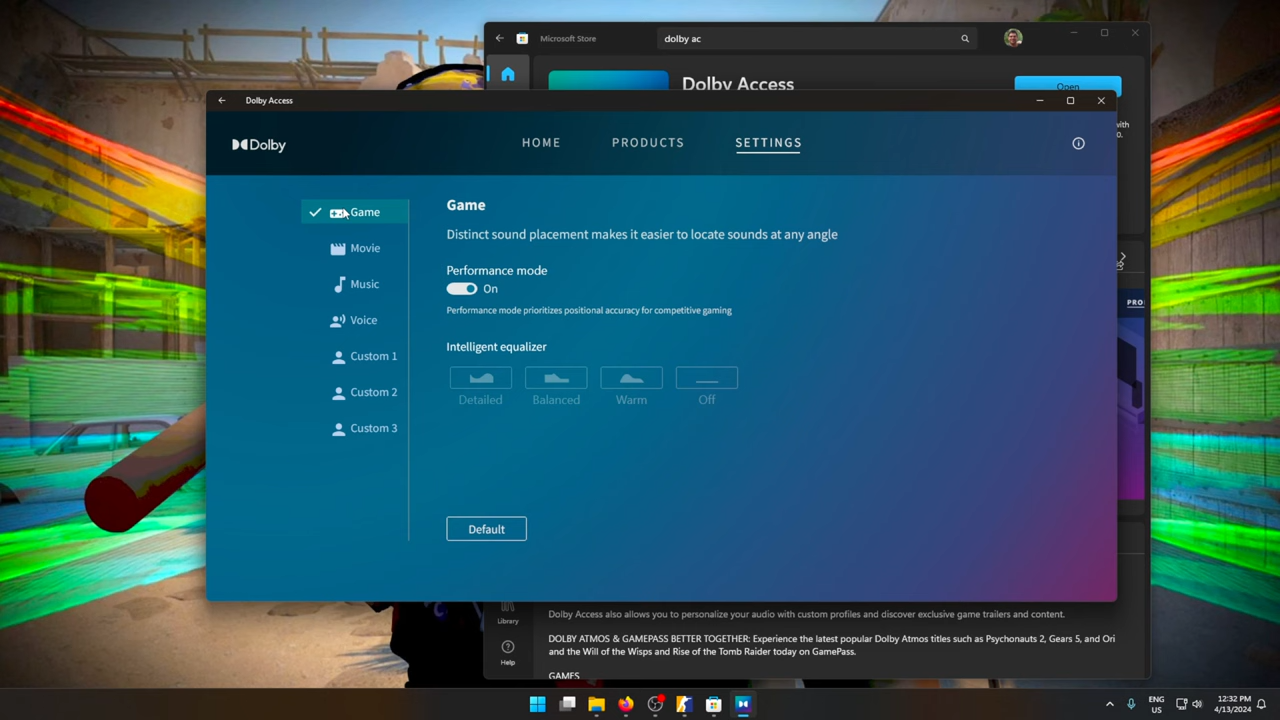 Microsoft Store
dolby ac
Dolby Access
Open
Dolby Access
Dolby
HOME
PRODUCTS
SETTINGS
Game
Movie
Music
Voice
Custom 1
Custom 2
Custom 3
Game
Distinct sound placement makes it easier to locate sounds at any angle
Performance mode
On
Performance mode prioritizes positional accuracy for competitive gaming
Intelligent equalizer
Detailed
Balanced
Warm
Off
Default
with
PRO
Library
Help
Dolby Access also allows you to personalize your audio with custom profiles and discover exclusive game trailers and content.
DOLBY ATMOS & GAMEPASS BETTER TOGETHER: Experience the latest popular Dolby Atmos titles such as Psychonauts 2, Gears 5, and Ori
and the Will of the Wisps and Rise of the Tomb Raider today on GamePass.
GAMES
ENG
US
12:32 PM
4/13/2024